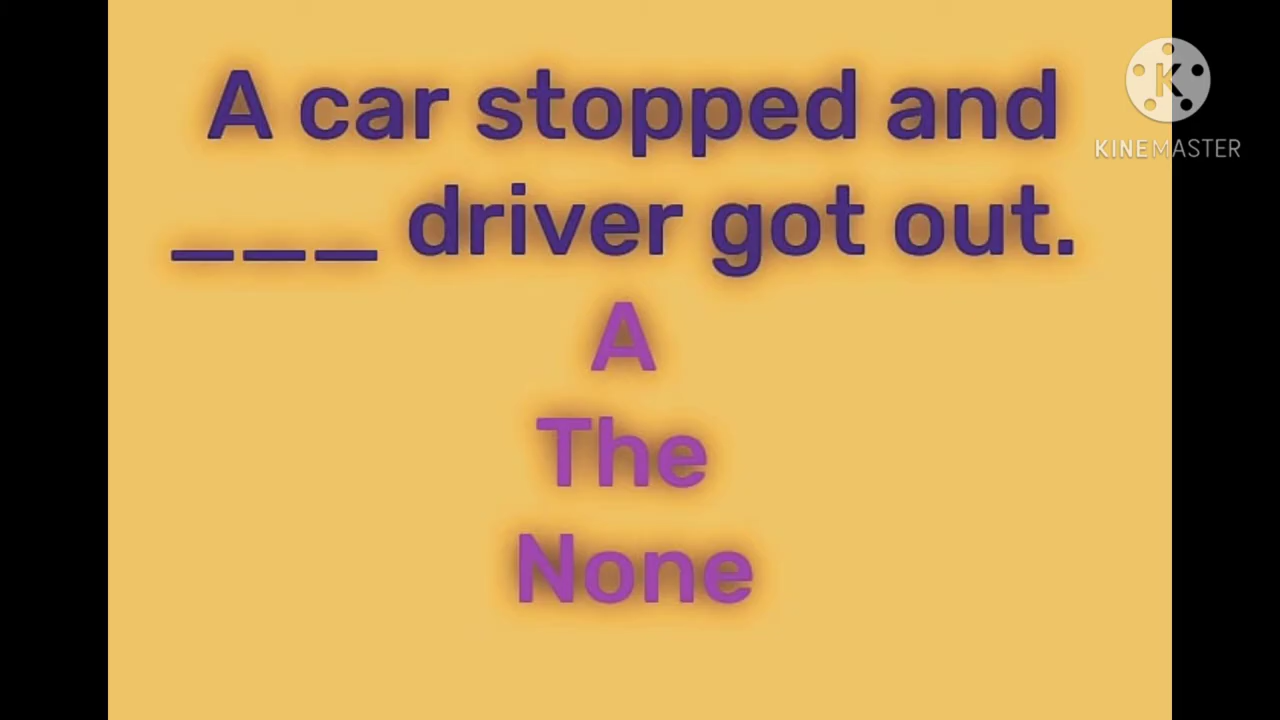 A car stopped and
___ driver got out.
A
The
None
K
KINEMASTER